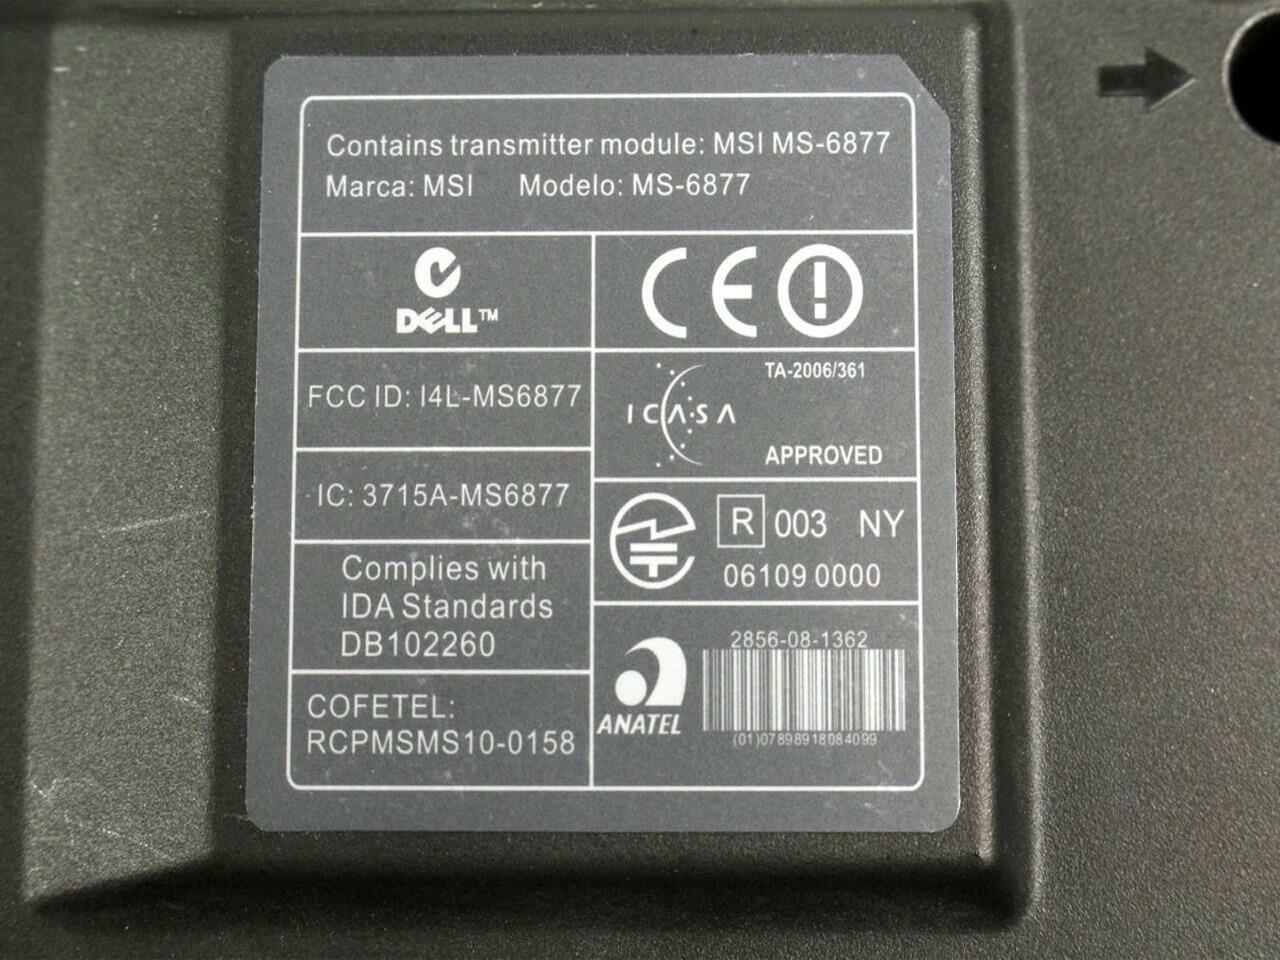 Contains transmitter module: MSI MS-6877
Marca: MSI Modelo: MS-6877
DELL™
CE
FCC ID: I4L-MS6877
TA-2006/361
ICASA
APPROVED
IC: 3715A-MS6877
R 003 NY
06109 0000
Complies with
IDA Standards
DB102260
COFETEL:
RCPMSMS10-0158
2856-08-1362
ANATEL
(01)07898918084099